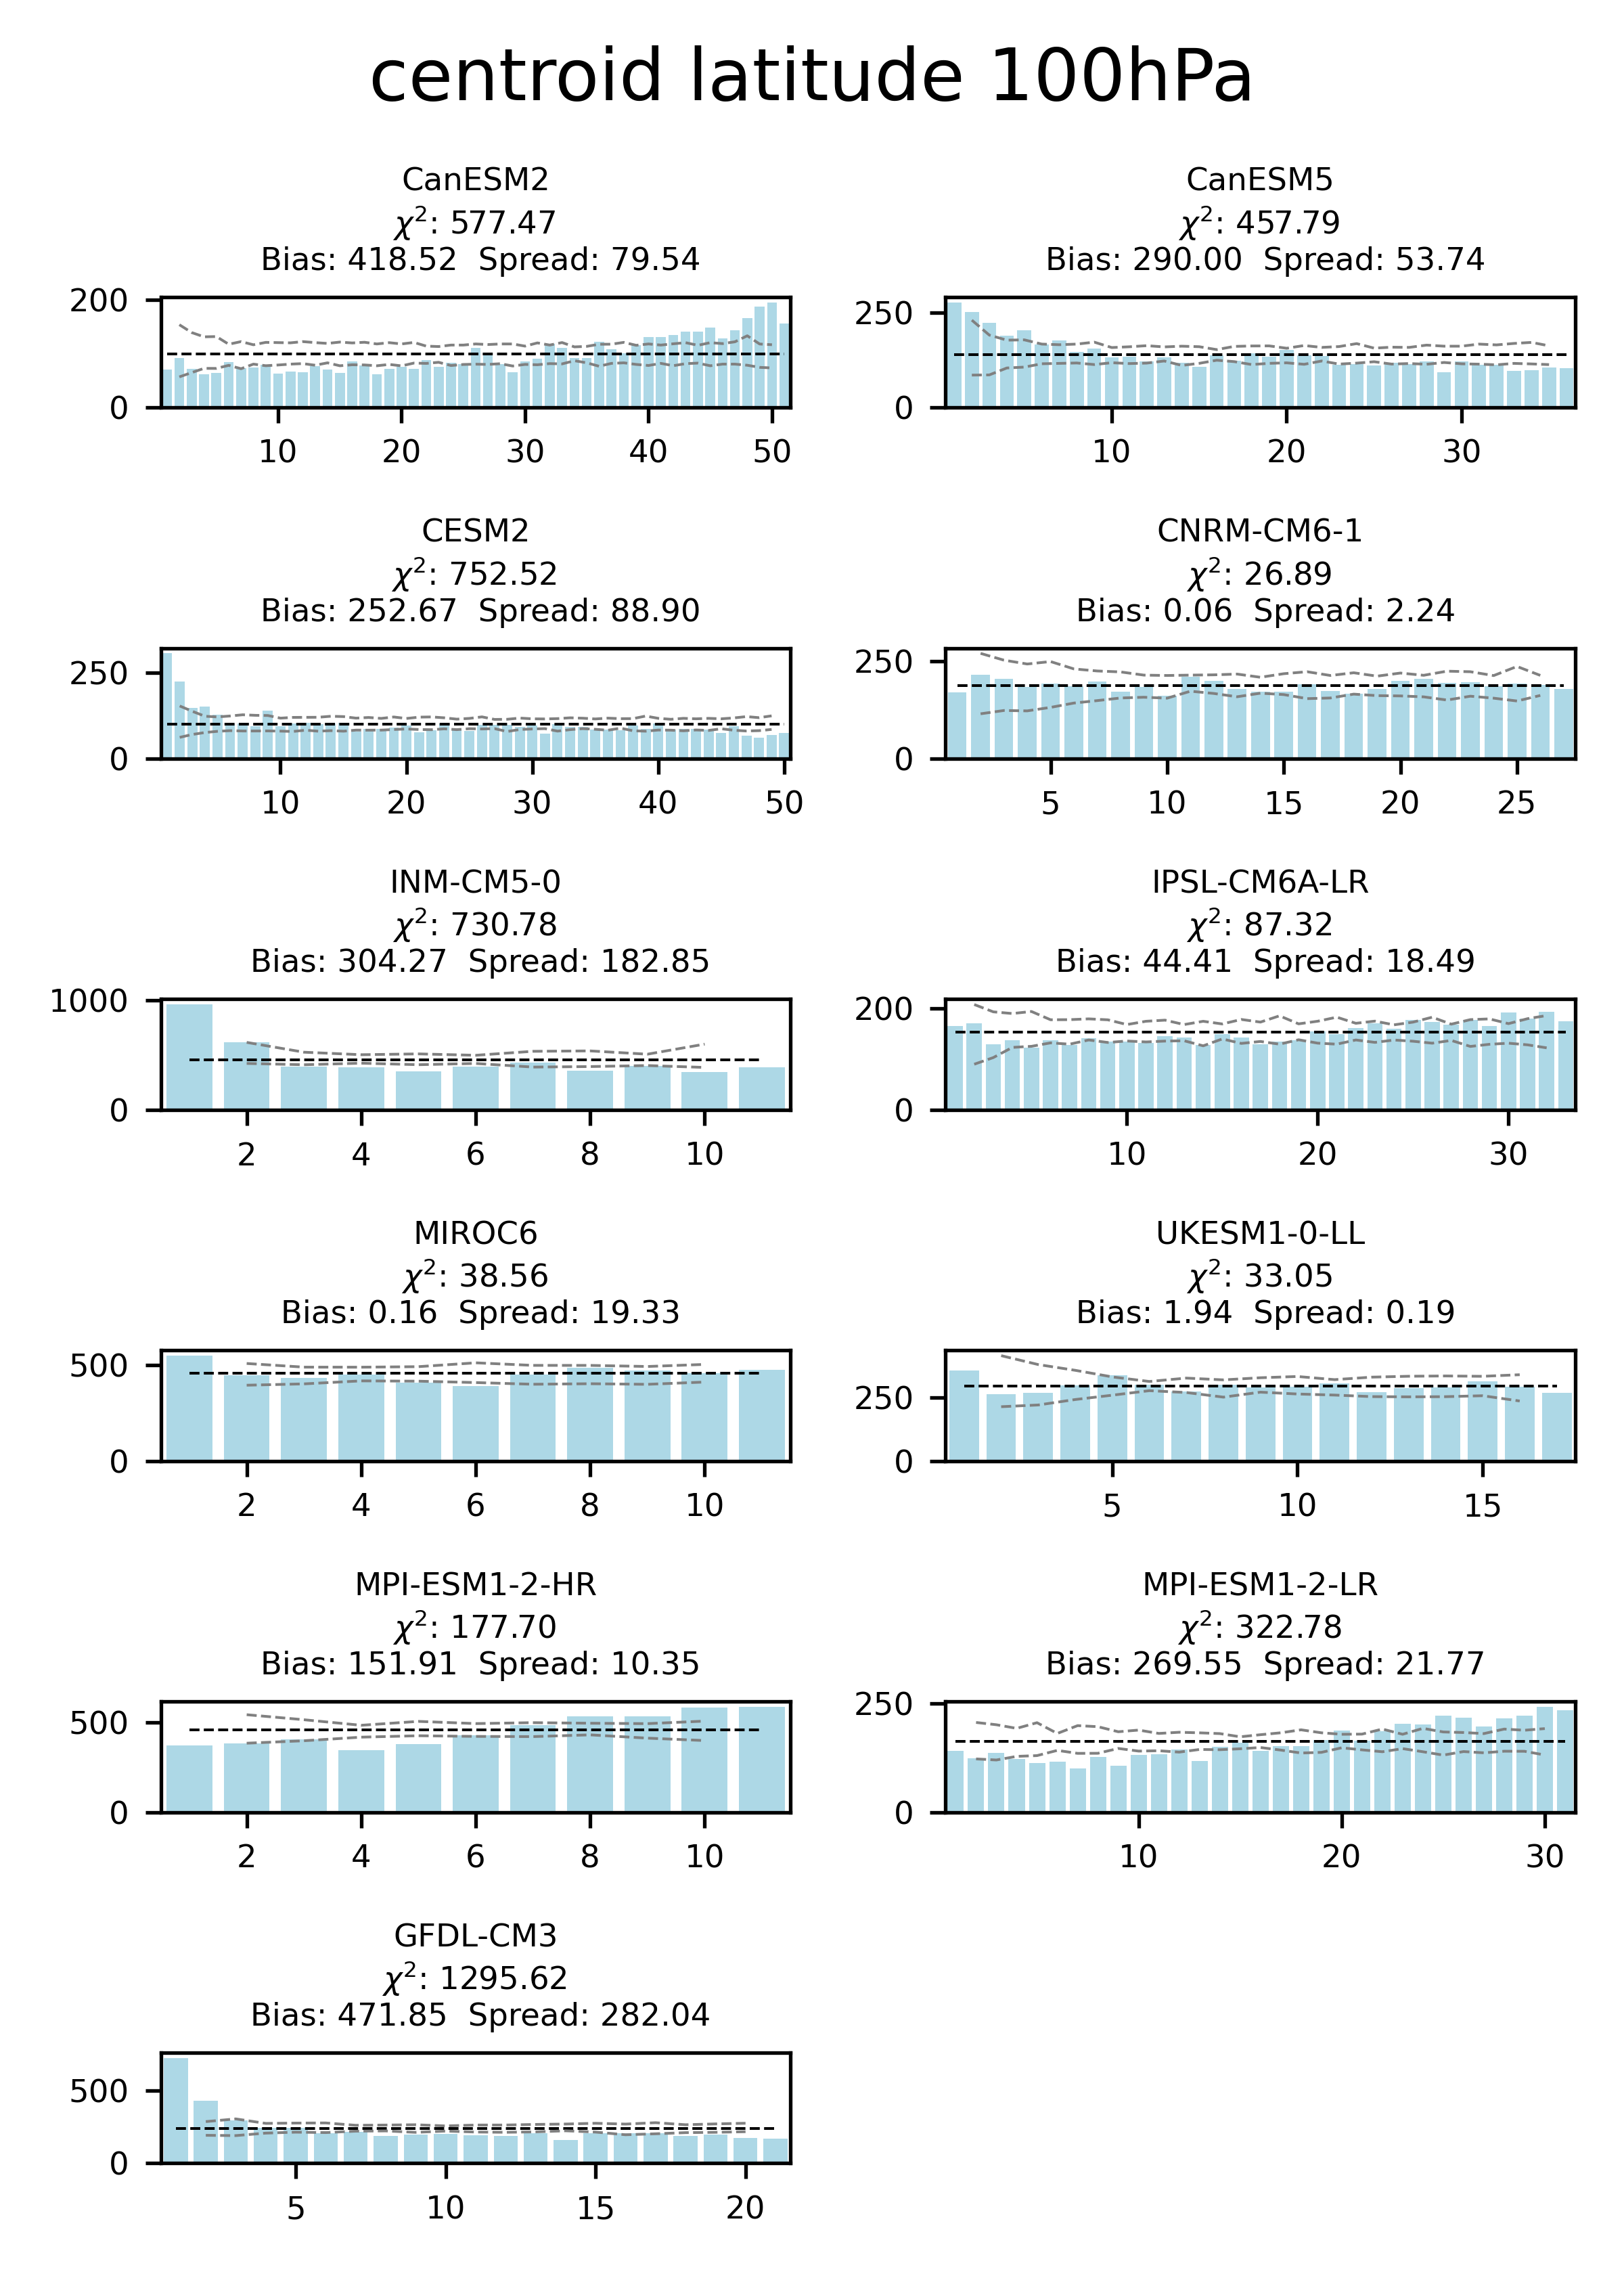 centroid latitude 100hPa
CanESM2
χ²: 577.47
Bias: 418.52 Spread: 79.54
200
0
10 20 30 40 50
CanESM5
χ²: 457.79
Bias: 290.00 Spread: 53.74
250
0
10 20 30
CESM2
χ²: 752.52
Bias: 252.67 Spread: 88.90
250
0
10 20 30 40 50
CNRM-CM6-1
χ²: 26.89
Bias: 0.06 Spread: 2.24
250
0
5 10 15 20 25
INM-CM5-0
χ²: 730.78
Bias: 304.27 Spread: 182.85
1000
0
2 4 6 8 10
IPSL-CM6A-LR
χ²: 87.32
Bias: 44.41 Spread: 18.49
200
0
10 20 30
MIROC6
χ²: 38.56
Bias: 0.16 Spread: 19.33
500
0
2 4 6 8 10
UKESM1-0-LL
χ²: 33.05
Bias: 1.94 Spread: 0.19
250
0
5 10 15
MPI-ESM1-2-HR
χ²: 177.70
Bias: 151.91 Spread: 10.35
500
0
2 4 6 8 10
MPI-ESM1-2-LR
χ²: 322.78
Bias: 269.55 Spread: 21.77
250
0
10 20 30
GFDL-CM3
χ²: 1295.62
Bias: 471.85 Spread: 282.04
500
0
5 10 15 20